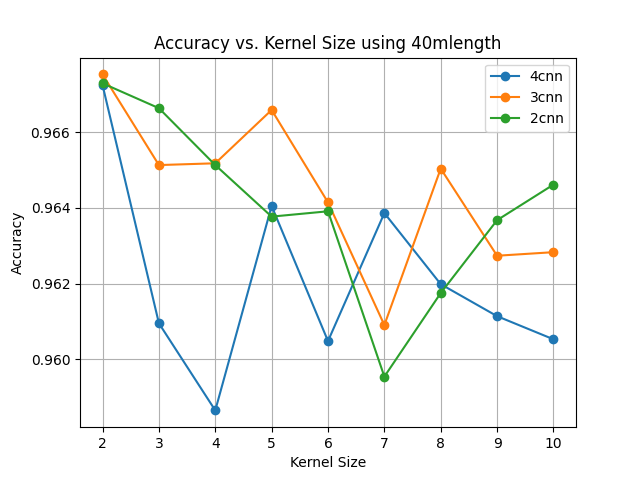 Accuracy vs. Kernel Size using 40mlength
4cnn
3cnn
2cnn
0.966
0.964
0.962
0.960
Accuracy
2 3 4 5 6 7 8 9 10
Kernel Size